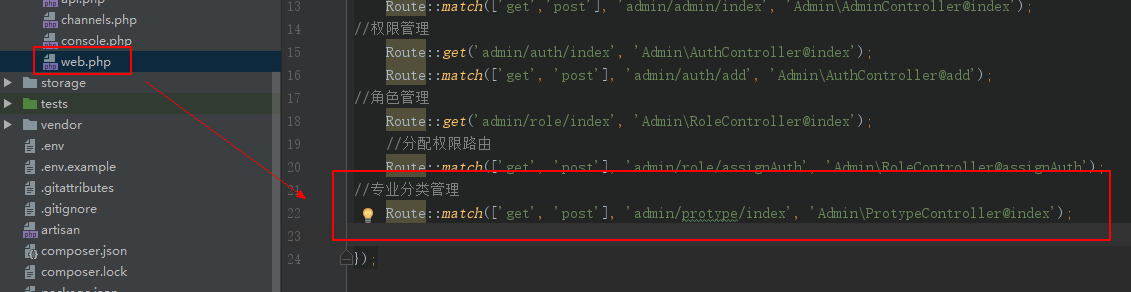 api.php
channels.php
console.php
web.php
storage
tests
vendor
.env
.env.example
.gitattributes
.gitignore
artisan
composer.json
composer.lock
package.json
13 Route::match(['get','post'], 'admin/admin/index', 'Admin\AdminController@index');
14 //权限管理
15 Route::get('admin/auth/index', 'Admin\AuthController@index');
16 Route::match(['get', 'post'], 'admin/auth/add', 'Admin\AuthController@add');
17 //角色管理
18 Route::get('admin/role/index', 'Admin\RoleController@index');
19 //分配权限路由
20 Route::match(['get', 'post'], 'admin/role/assignAuth', 'Admin\RoleController@assignAuth');
21 //专业分类管理
22 Route::match(['get', 'post'], 'admin/protype/index', 'Admin\ProtypeController@index');
23
24 });